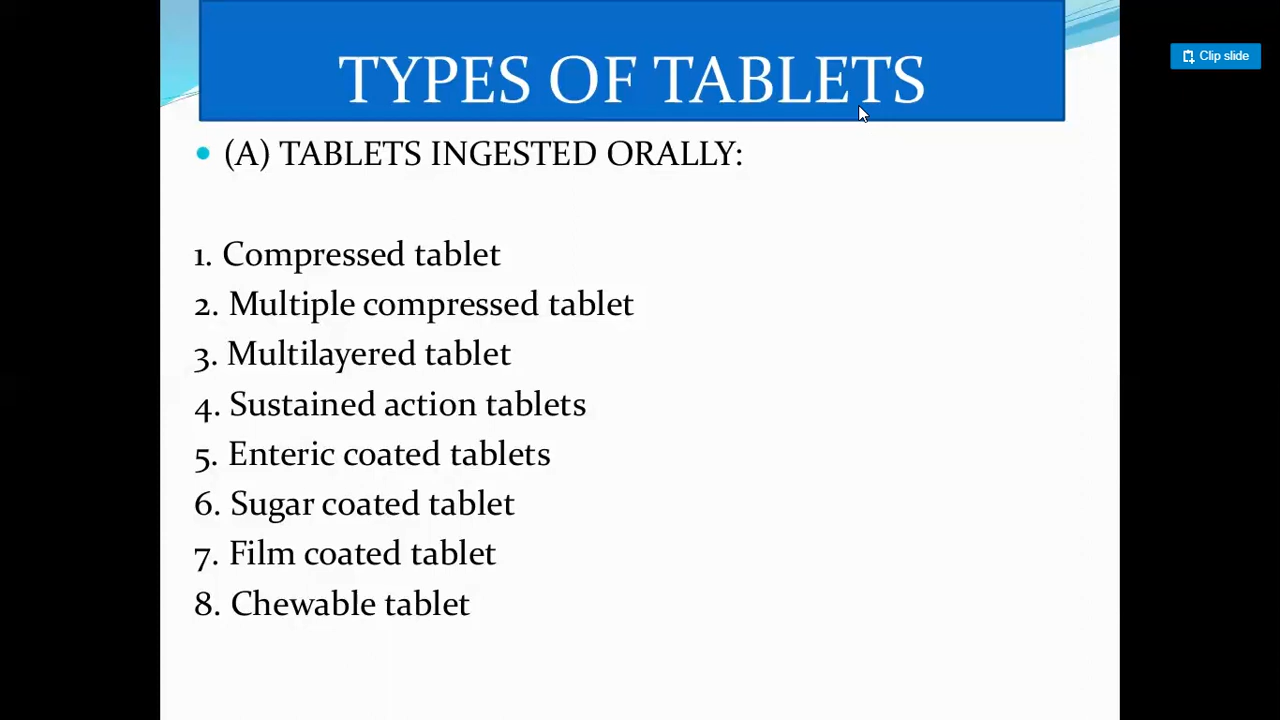 TYPES OF TABLETS
Clip slide
(A) TABLETS INGESTED ORALLY:
1. Compressed tablet
2. Multiple compressed tablet
3. Multilayered tablet
4. Sustained action tablets
5. Enteric coated tablets
6. Sugar coated tablet
7. Film coated tablet
8. Chewable tablet